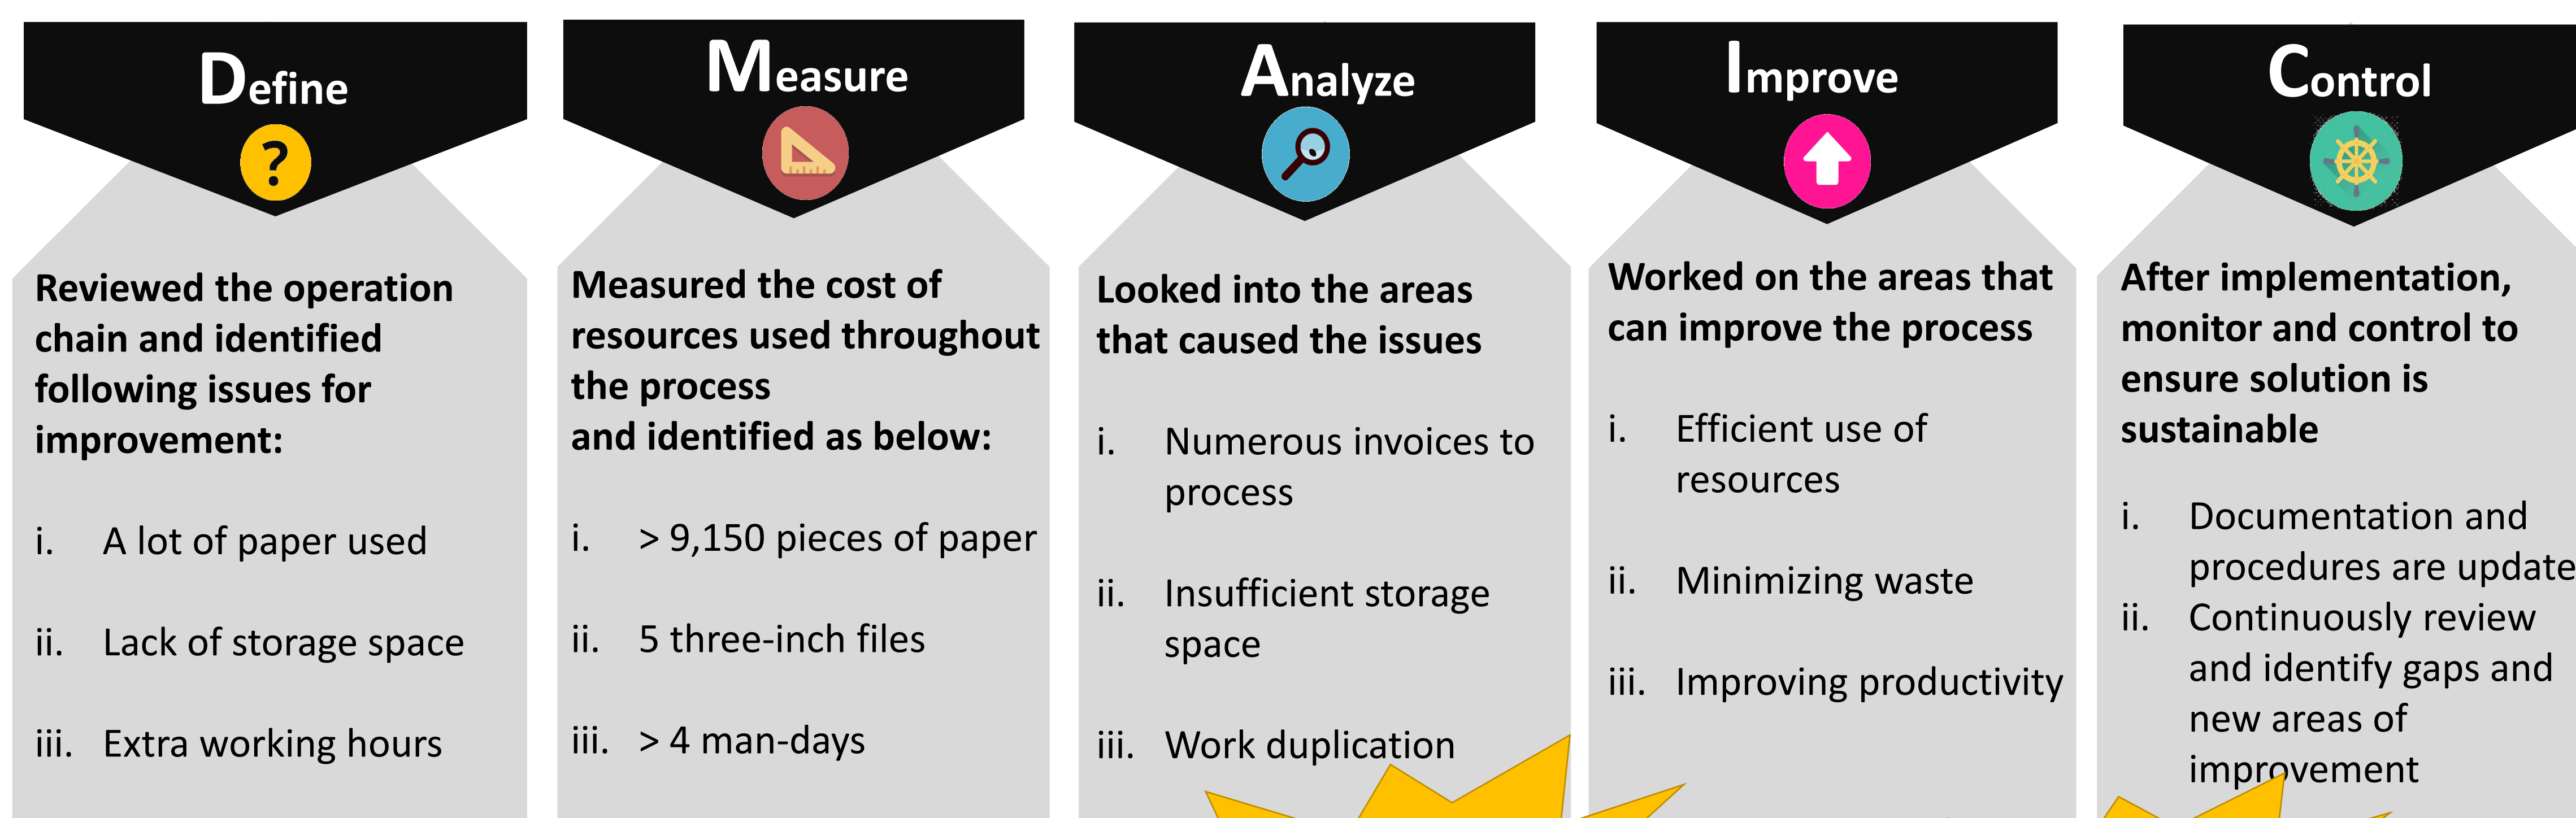 Define
?
Reviewed the operation
chain and identified
following issues for
improvement:
i. A lot of paper used
ii. Lack of storage space
iii. Extra working hours
Measure
Measured the cost of
resources used throughout
the process
and identified as below:
i. > 9,150 pieces of paper
ii. 5 three-inch files
iii. > 4 man-days
Analyze
Looked into the areas
that caused the issues
i. Numerous invoices to
process
ii. Insufficient storage
space
iii. Work duplication
Improve
Worked on the areas that
can improve the process
i. Efficient use of
resources
ii. Minimizing waste
iii. Improving productivity
Control
After implementation,
monitor and control to
ensure solution is
sustainable
i. Documentation and
procedures are update
ii. Continuously review
and identify gaps and
new areas of
improvement